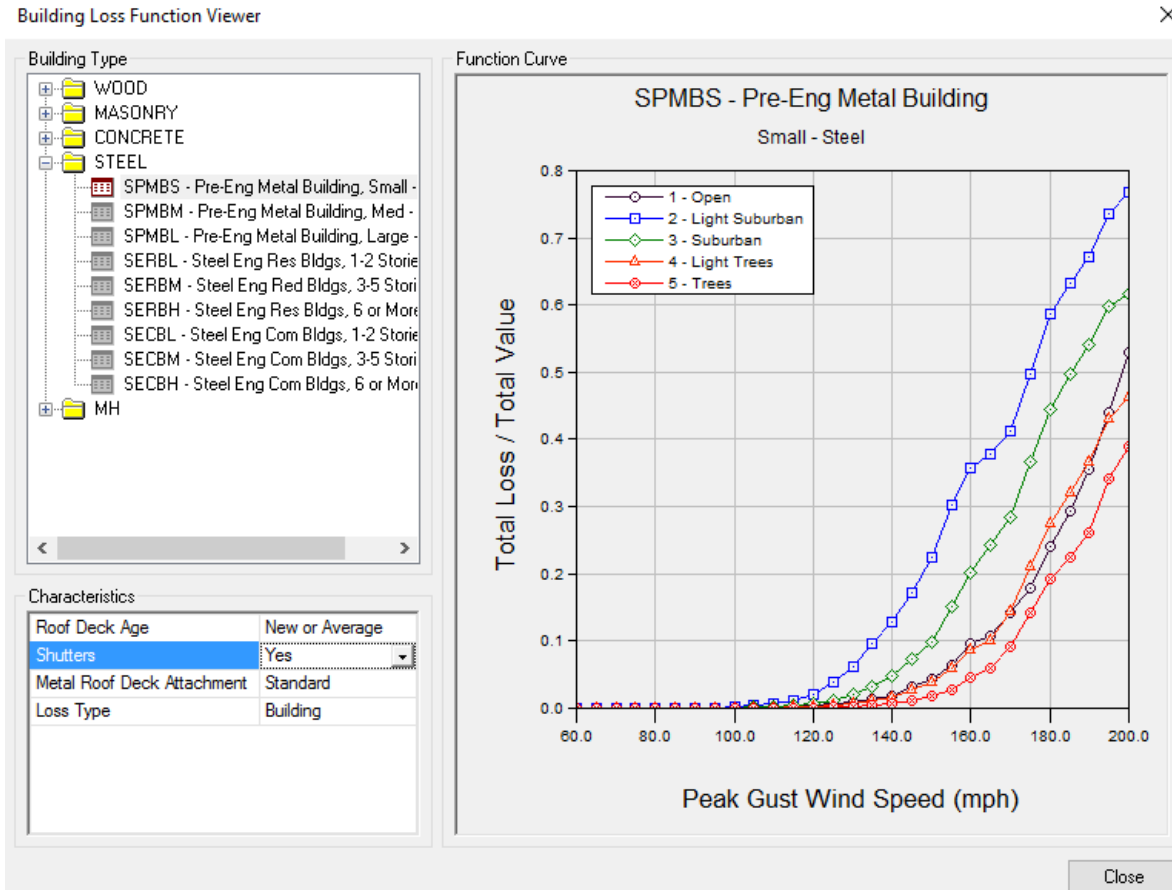 Building Loss Function Viewer
Building Type
WOOD
MASONRY
CONCRETE
STEEL
SPMBS - Pre-Eng Metal Building, Small -
SPMBM - Pre-Eng Metal Building, Med -
SPMBL - Pre-Eng Metal Building, Large -
SERBL - Steel Eng Res Bldgs, 1-2 Storie
SERBM - Steel Eng Red Bldgs, 3-5 Stori
SERBH - Steel Eng Res Bldgs, 6 or More
SECBL - Steel Eng Com Bldgs, 1-2 Storie
SECBM - Steel Eng Com Bldgs, 3-5 Stori
SECBH - Steel Eng Com Bldgs, 6 or More
MH
Characteristics
Roof Deck Age New or Average
Shutters Yes
Metal Roof Deck Attachment Standard
Loss Type Building
Function Curve
SPMBS - Pre-Eng Metal Building
Small - Steel
1 - Open
2 - Light Suburban
3 - Suburban
4 - Light Trees
5 - Trees
Total Loss / Total Value
0.8
0.7
0.6
0.5
0.4
0.3
0.2
0.1
0.0
60.0 80.0 100.0 120.0 140.0 160.0 180.0 200.0
Peak Gust Wind Speed (mph)
Close